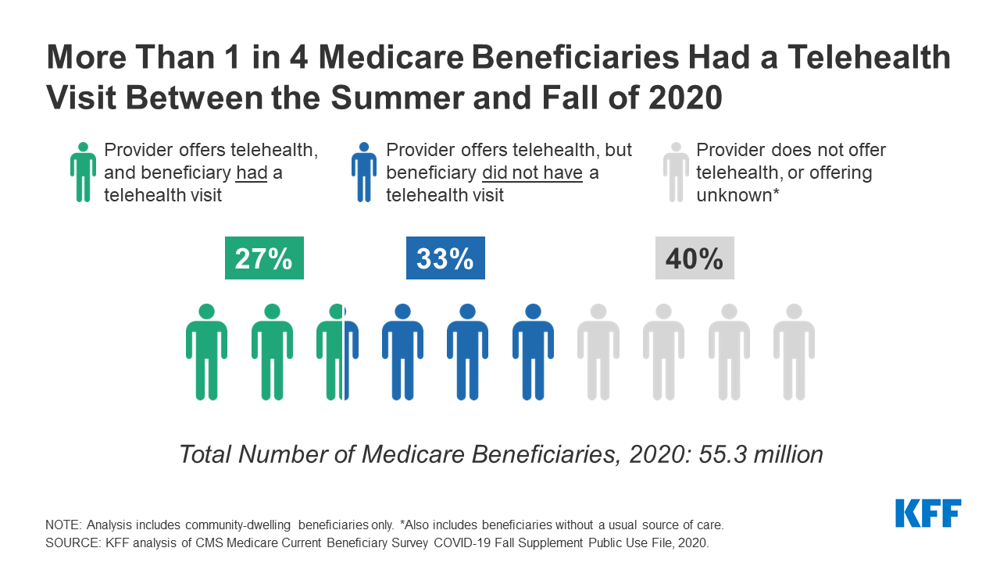 More Than 1 in 4 Medicare Beneficiaries Had a Telehealth
Visit Between the Summer and Fall of 2020
Provider offers telehealth,
and beneficiary had a
telehealth visit
Provider offers telehealth, but
beneficiary did not have a
telehealth visit
Provider does not offer
telehealth, or offering
unknown*
27%
33%
40%
Total Number of Medicare Beneficiaries, 2020: 55.3 million
NOTE: Analysis includes community-dwelling beneficiaries only. *Also includes beneficiaries without a usual source of care.
SOURCE: KFF analysis of CMS Medicare Current Beneficiary Survey COVID-19 Fall Supplement Public Use File, 2020.
KFF